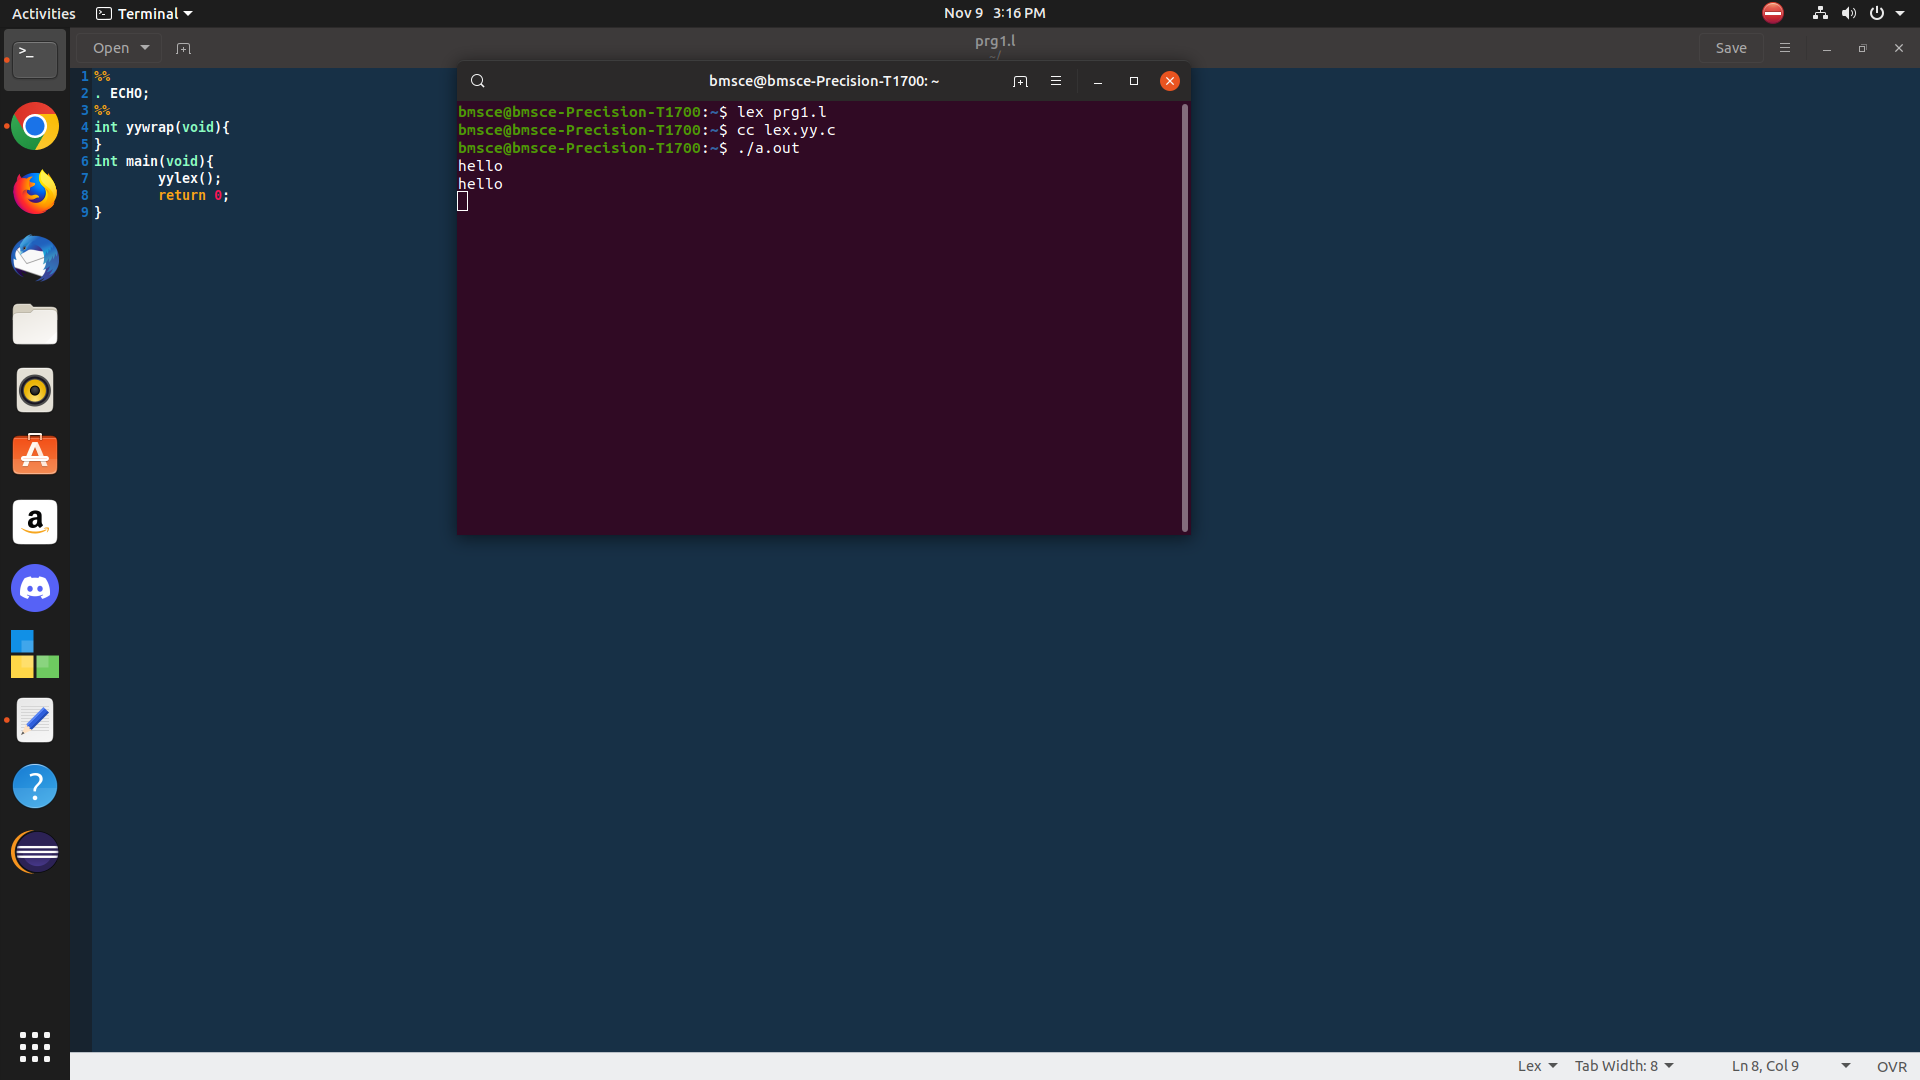 Activities Terminal Nov 9 3:16 PM
Open prg1.l Save
~/
bmsce@bmsce-Precision-T1700: ~
1 %%
2 . ECHO;
3 %%
4 int yywrap(void){
5 }
6 int main(void){
7 yylex();
8 return 0;
9 }
bmsce@bmsce-Precision-T1700:~$ lex prg1.l
bmsce@bmsce-Precision-T1700:~$ cc lex.yy.c
bmsce@bmsce-Precision-T1700:~$ ./a.out
hello
hello
Lex Tab Width: 8 Ln 8, Col 9 OVR